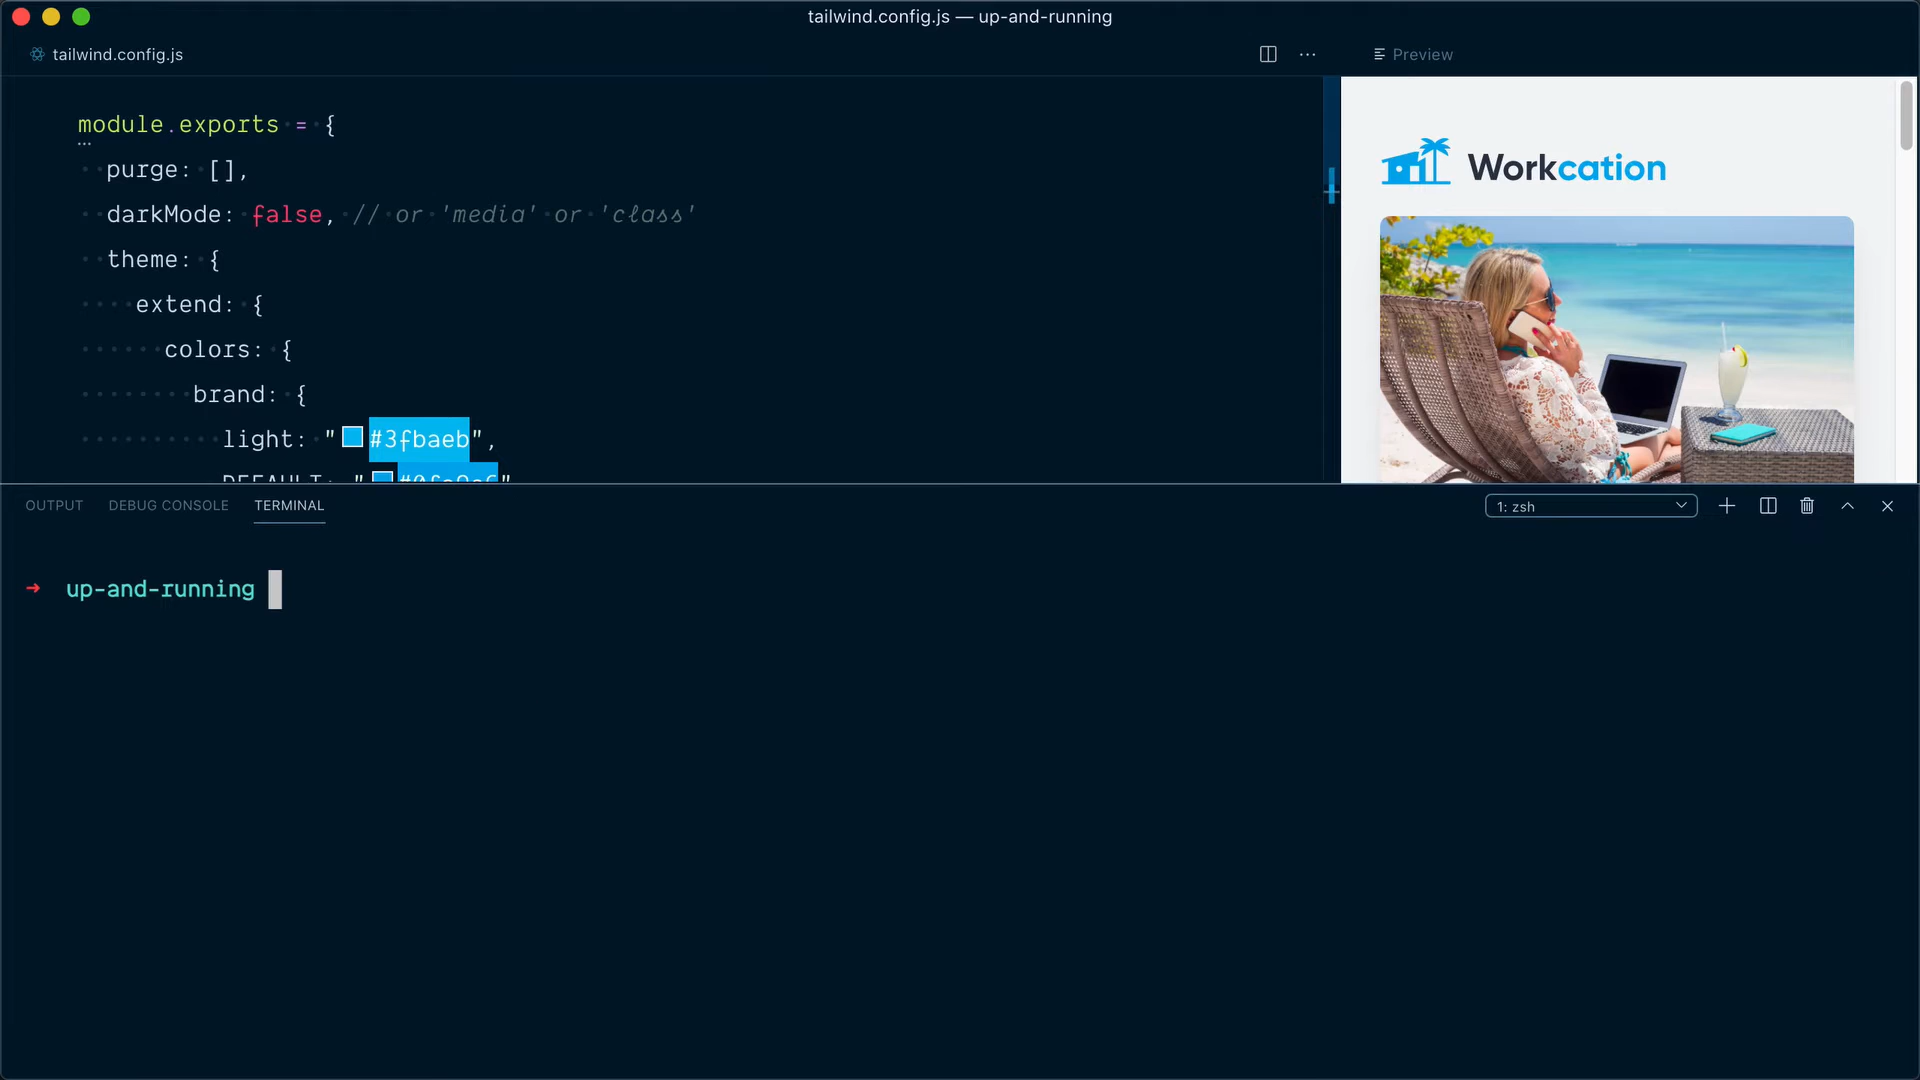 tailwind.config.js — up-and-running
tailwind.config.js
Preview
module.exports = {
purge: [],
darkMode: false, // or 'media' or 'class'
theme: {
extend: {
colors: {
brand: {
light: "#3fbaeb",
DEFAULT: "#0fa9e6"
Workcation
OUTPUT DEBUG CONSOLE TERMINAL
1: zsh
➜ up-and-running